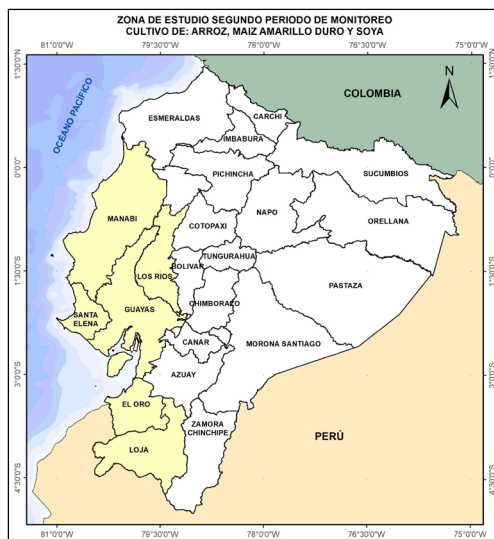 ZONA DE ESTUDIO SEGUNDO PERIODO DE MONITOREO
CULTIVO DE: ARROZ, MAIZ AMARILLO DURO Y SOYA
81°0'0"W
79°30'0"W
78°0'0"W
76°30'0"W
75°0'0"W
1°30'0"N
1°30'0"N
N
COLOMBIA
OCÉANO PACÍFICO
CARCHI
ESMERALDAS
IMBABURA
0°0'0"
0°0'0"
PICHINCHA
SUCUMBIOS
MANABI
NAPO
ORELLANA
COTOPAXI
TUNGURAHUA
BOLIVAR
LOS RIOS
1°30'0"S
1°30'0"S
PASTAZA
CHIMBORAZO
SANTA
ELENA
GUAYAS
CAÑAR
MORONA SANTIAGO
3°0'0"S
3°0'0"S
AZUAY
EL ORO
ZAMORA
CHINCHIPE
PERÚ
LOJA
4°30'0"S
4°30'0"S
81°0'0"W
79°30'0"W
78°0'0"W
76°30'0"W
75°0'0"W